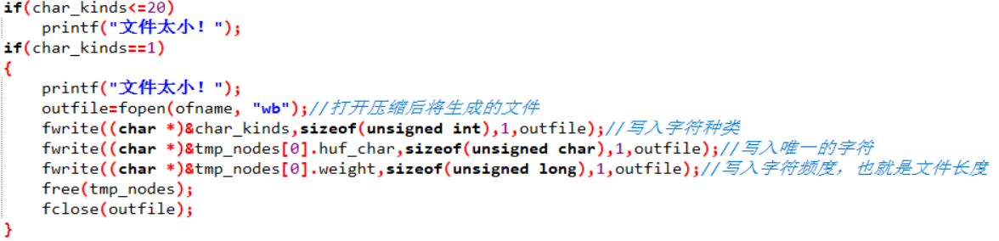 if(char_kinds<=20)
    printf("文件太小！");
if(char_kinds==1)
{
    printf("文件太小！");
    outfile=fopen(ofname, "wb");//打开压缩后将生成的文件
    fwrite((char *)&char_kinds,sizeof(unsigned int),1,outfile);//写入字符种类
    fwrite((char *)&tmp_nodes[0].huf_char,sizeof(unsigned char),1,outfile);//写入唯一的字符
    fwrite((char *)&tmp_nodes[0].weight,sizeof(unsigned long),1,outfile);//写入字符频度，也就是文件长度
    free(tmp_nodes);
    fclose(outfile);
}